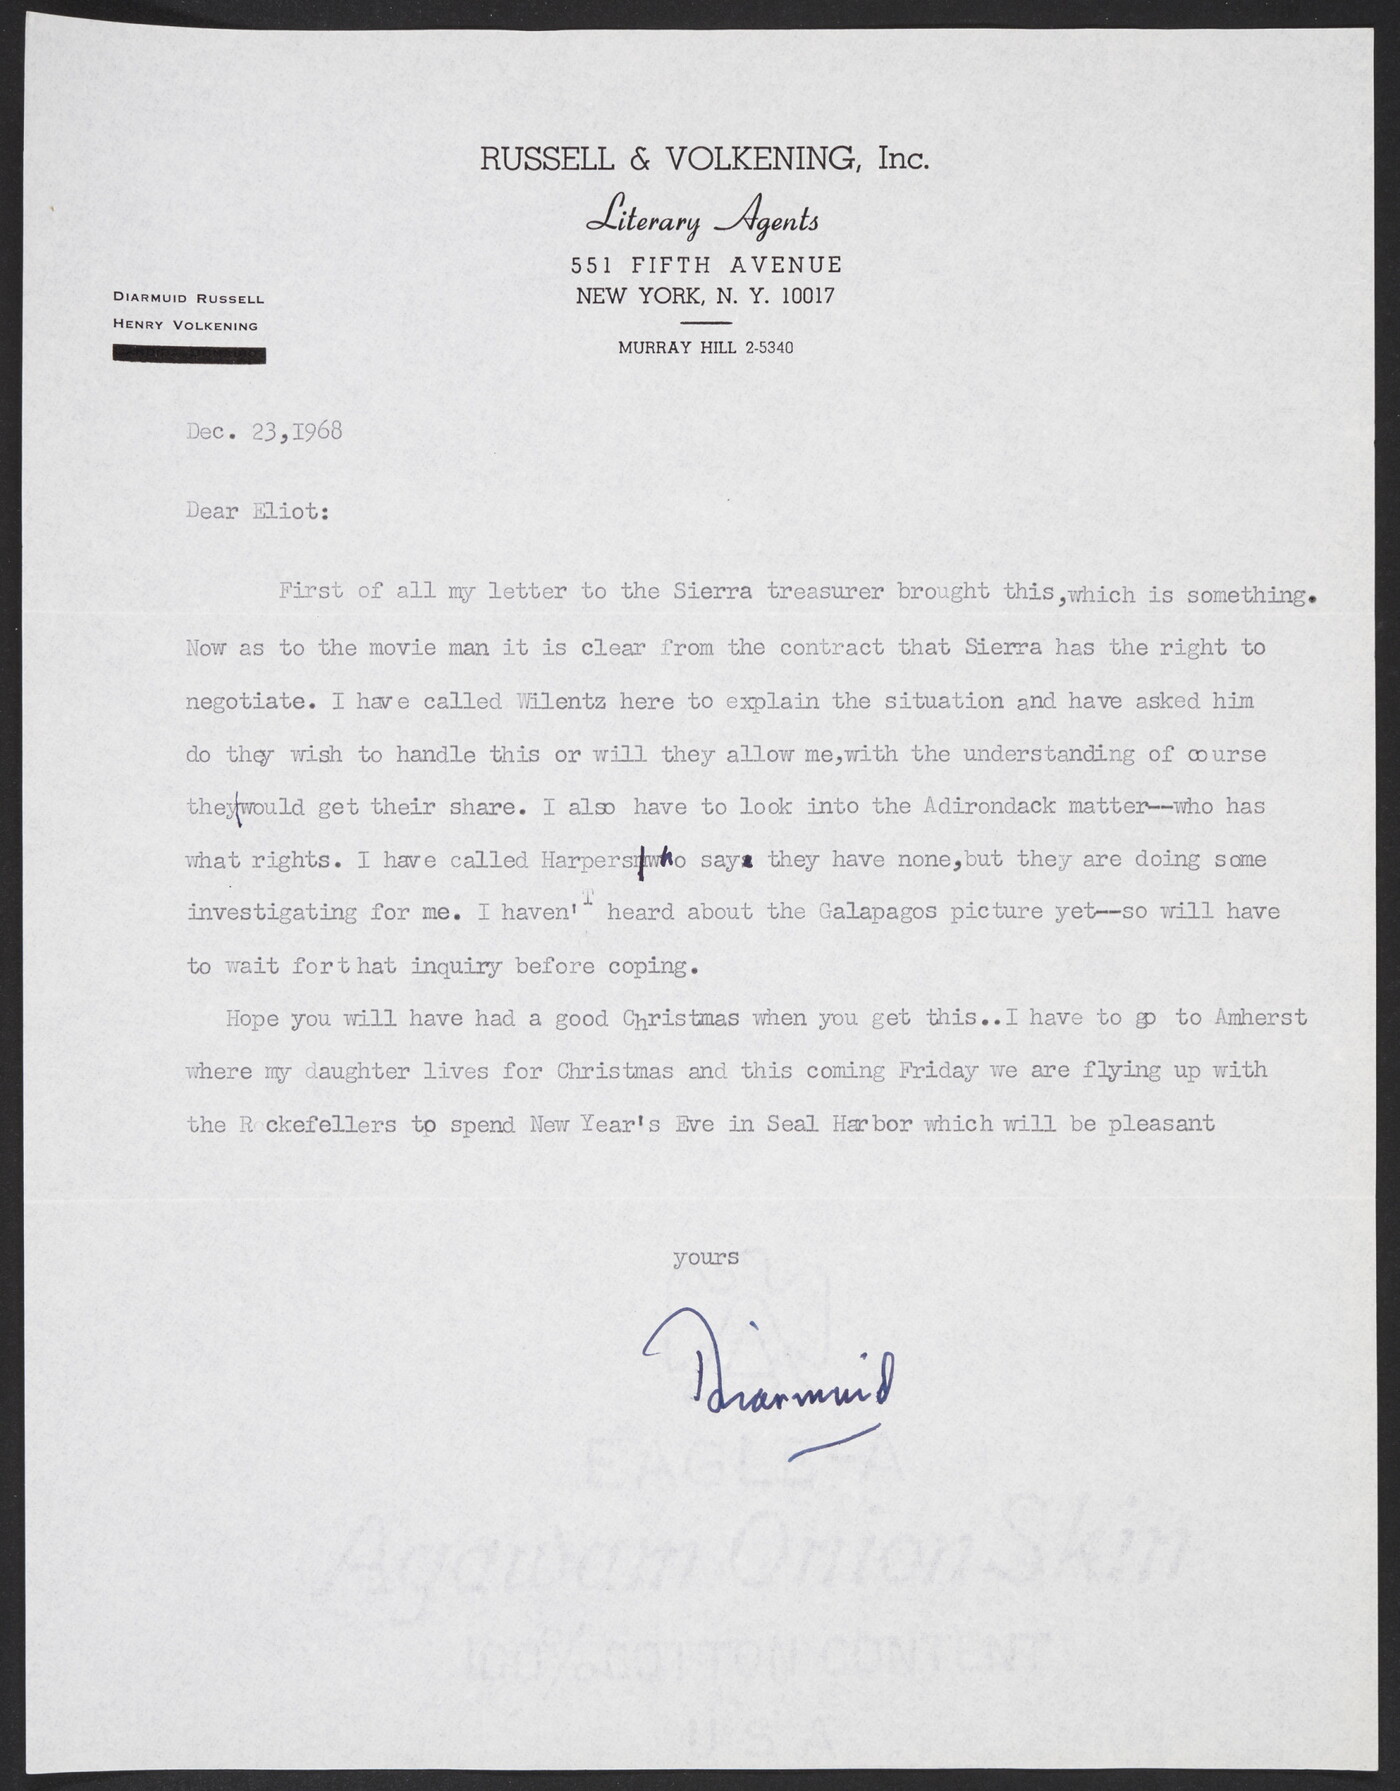 RUSSELL & VOLKENING, Inc.
Literary Agents
551 FIFTH AVENUE
NEW YORK, N. Y. 10017
MURRAY HILL 2-5340
DIARMUID RUSSELL
HENRY VOLKENING
Dec. 23,1968
Dear Eliot:
First of all my letter to the Sierra treasurer brought this,which is something.
Now as to the movie man it is clear from the contract that Sierra has the right to
negotiate. I have called Wilentz here to explain the situation and have asked him
do they wish to handle this or will they allow me,with the understanding of course
they would get their share. I also have to look into the Adirondack matter--who has
what rights. I have called Harpers who say they have none,but they are doing some
investigating for me. I haven'T heard about the Galapagos picture yet--so will have
to wait fort hat inquiry before coping.
Hope you will have had a good Christmas when you get this..I have to go to Amherst
where my daughter lives for Christmas and this coming Friday we are flying up with
the R ckefellers to spend New Year's Eve in Seal Harbor which will be pleasant
yours
Diarmuid
EAGLE-A
Agawam Onion Skin
100% COTTON CONTENT
U S A